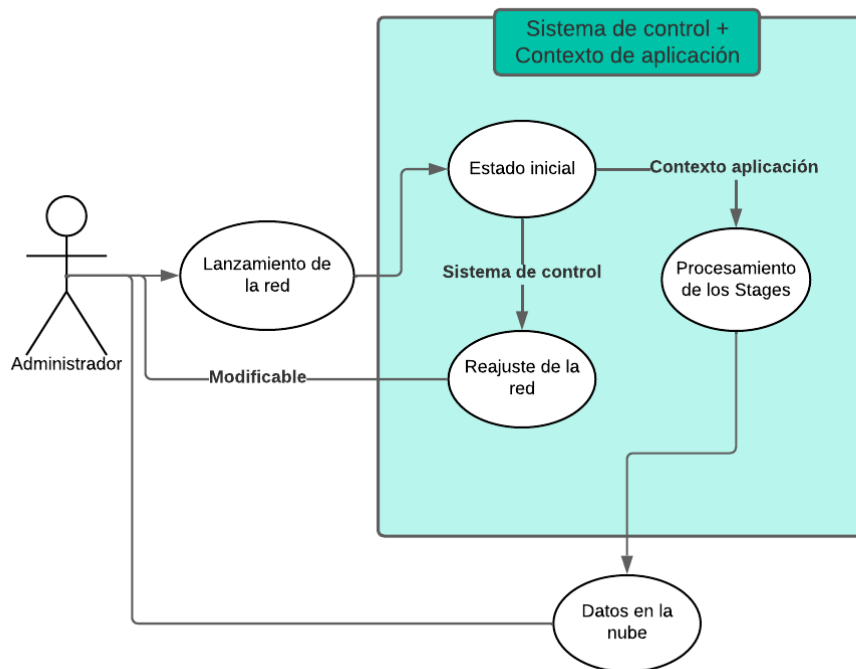 Sistema de control +
Contexto de aplicación
Estado inicial
Contexto aplicación
Lanzamiento de
la red
Procesamiento
de los Stages
Sistema de control
Administrador
Modificable
Reajuste de la
red
Datos en la
nube